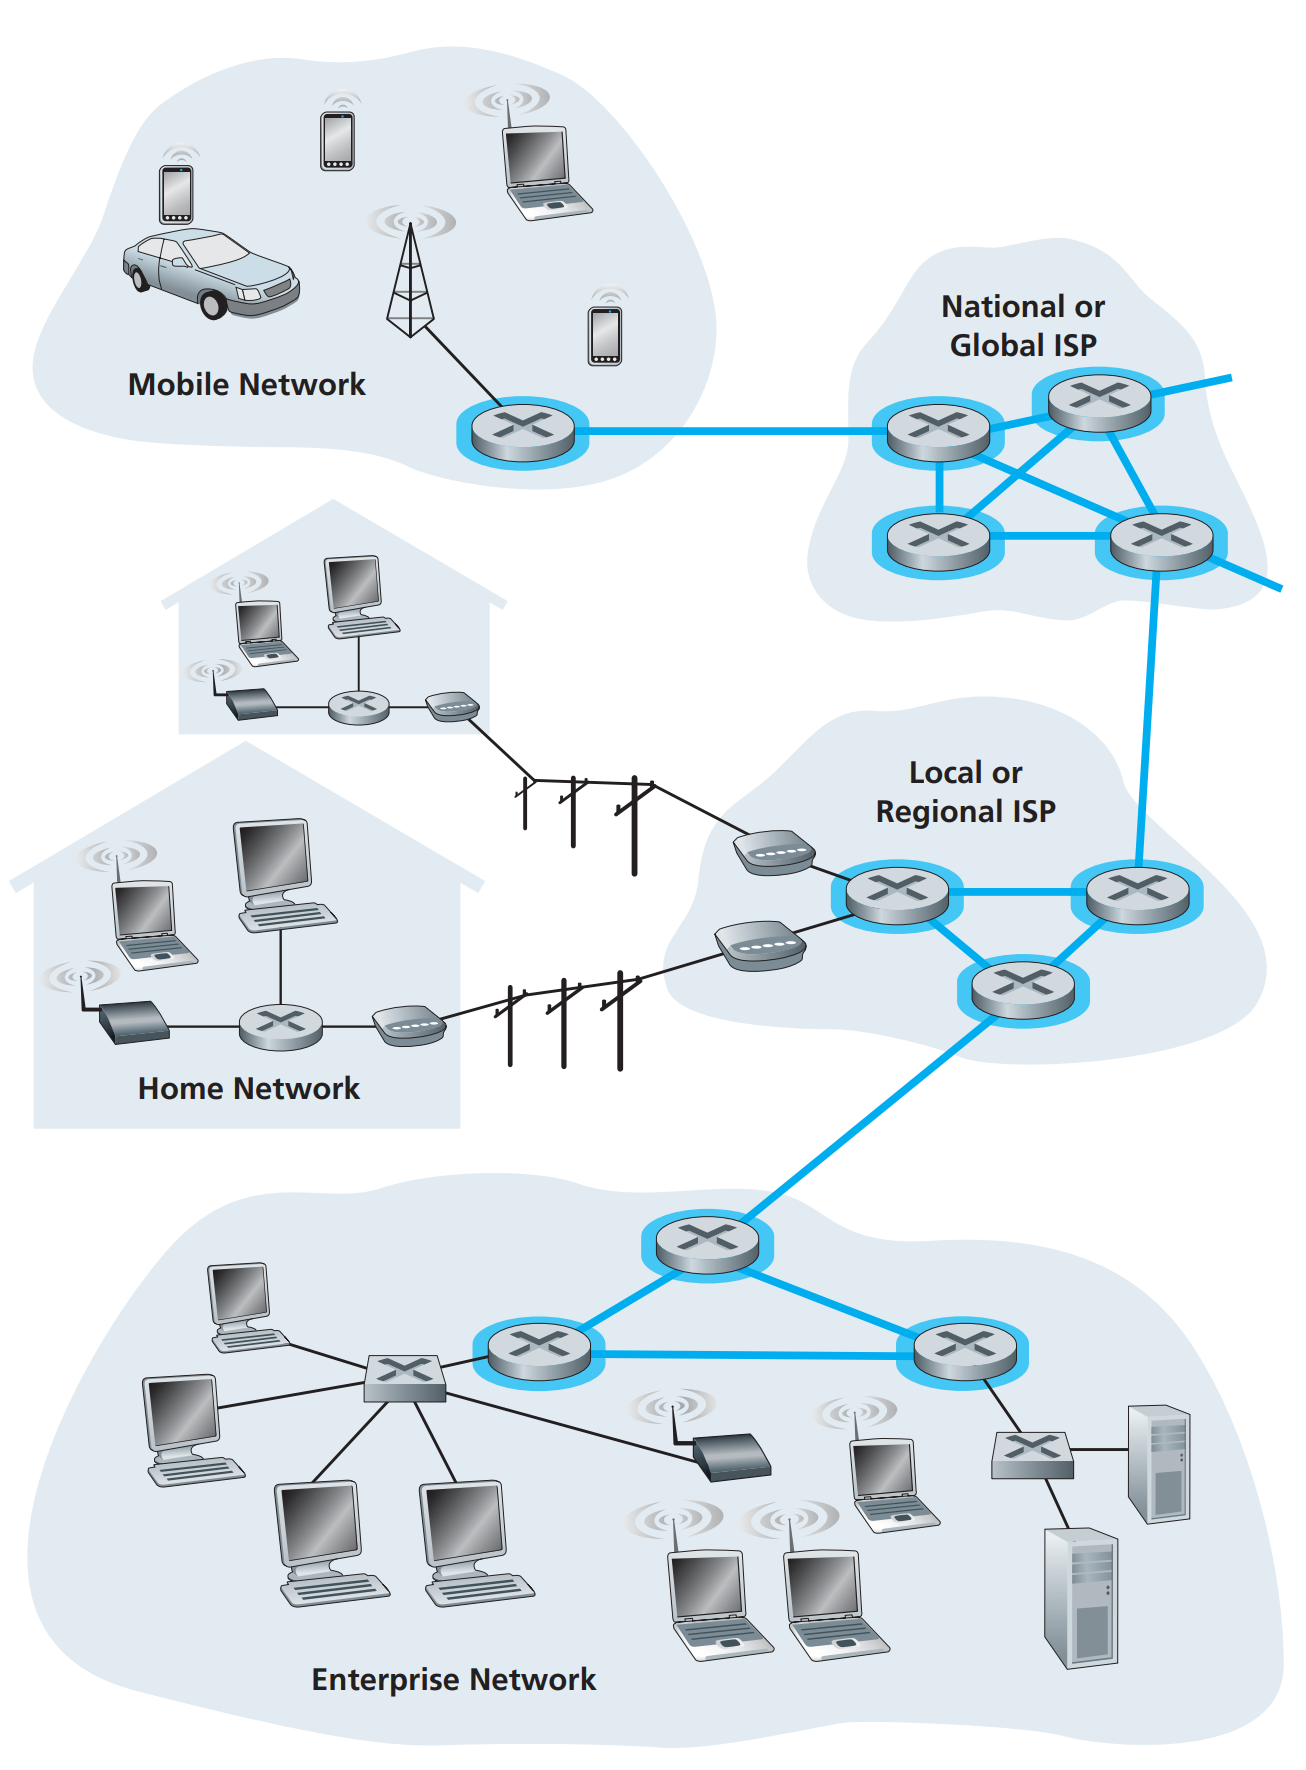 National or
Global ISP
Mobile Network
Local or
Regional ISP
Home Network
Enterprise Network